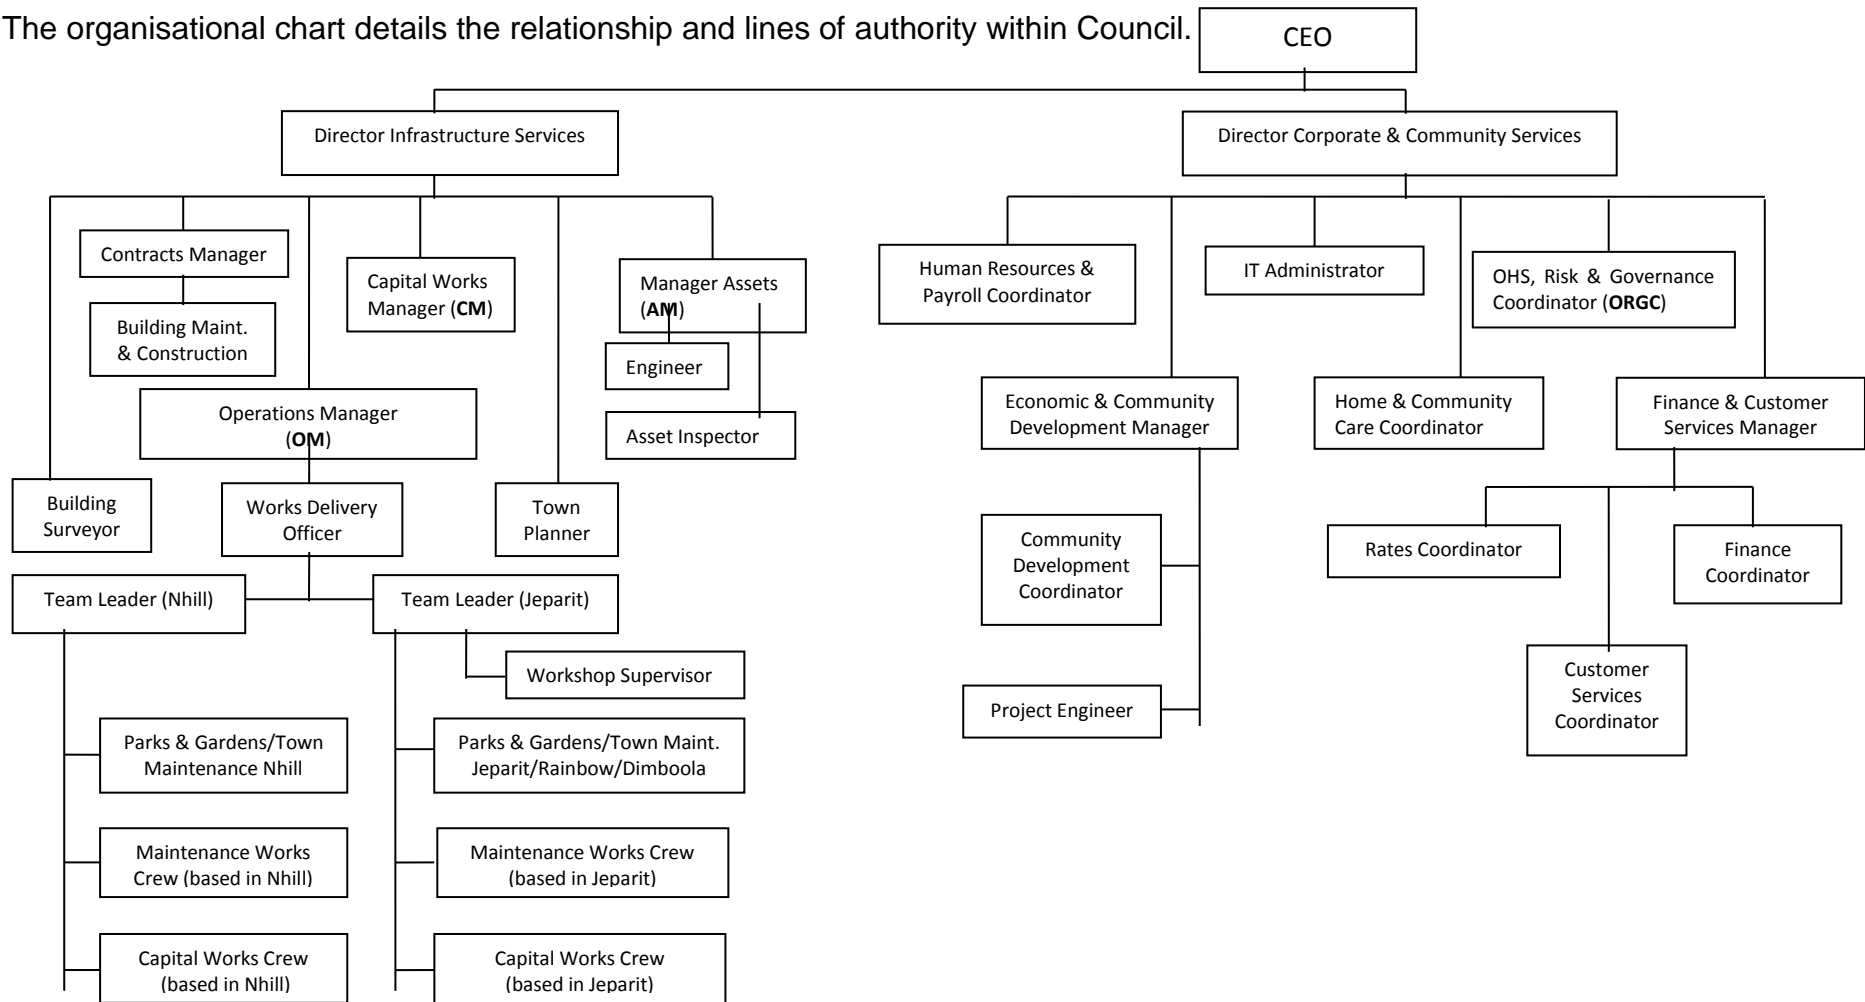 The organisational chart details the relationship and lines of authority within Council.
CEO
Director Infrastructure Services
Director Corporate & Community Services
Contracts Manager
Building Maint.
& Construction
Capital Works
Manager (CM)
Manager Assets
(AM)
Engineer
Asset Inspector
Operations Manager
(OM)
Building
Surveyor
Works Delivery
Officer
Town
Planner
Team Leader (Nhill)
Team Leader (Jeparit)
Workshop Supervisor
Parks & Gardens/Town
Maintenance Nhill
Parks & Gardens/Town Maint.
Jeparit/Rainbow/Dimboola
Maintenance Works
Crew (based in Nhill)
Maintenance Works Crew
(based in Jeparit)
Capital Works Crew
(based in Nhill)
Capital Works Crew
(based in Jeparit)
Human Resources &
Payroll Coordinator
IT Administrator
OHS, Risk & Governance
Coordinator (ORGC)
Economic & Community
Development Manager
Home & Community
Care Coordinator
Finance & Customer
Services Manager
Community
Development
Coordinator
Project Engineer
Rates Coordinator
Finance
Coordinator
Customer
Services
Coordinator